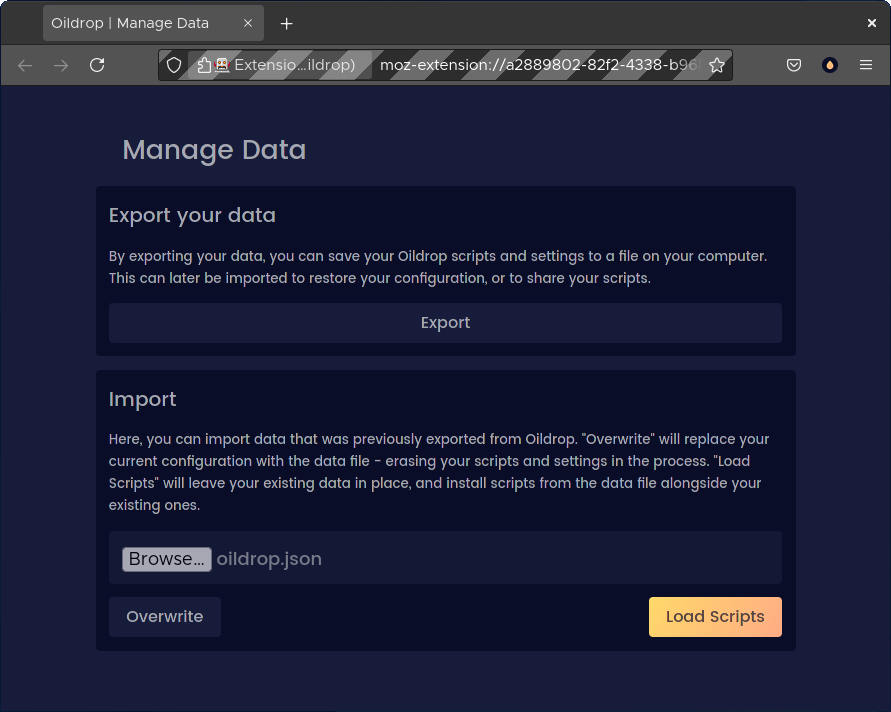 Oildrop | Manage Data
Extensio...ildrop) moz-extension://a2889802-82f2-4338-b96
Manage Data
Export your data
By exporting your data, you can save your Oildrop scripts and settings to a file on your computer.
This can later be imported to restore your configuration, or to share your scripts.
Export
Import
Here, you can import data that was previously exported from Oildrop. "Overwrite" will replace your
current configuration with the data file - erasing your scripts and settings in the process. "Load
Scripts" will leave your existing data in place, and install scripts from the data file alongside your
existing ones.
Browse... oildrop.json
Overwrite Load Scripts